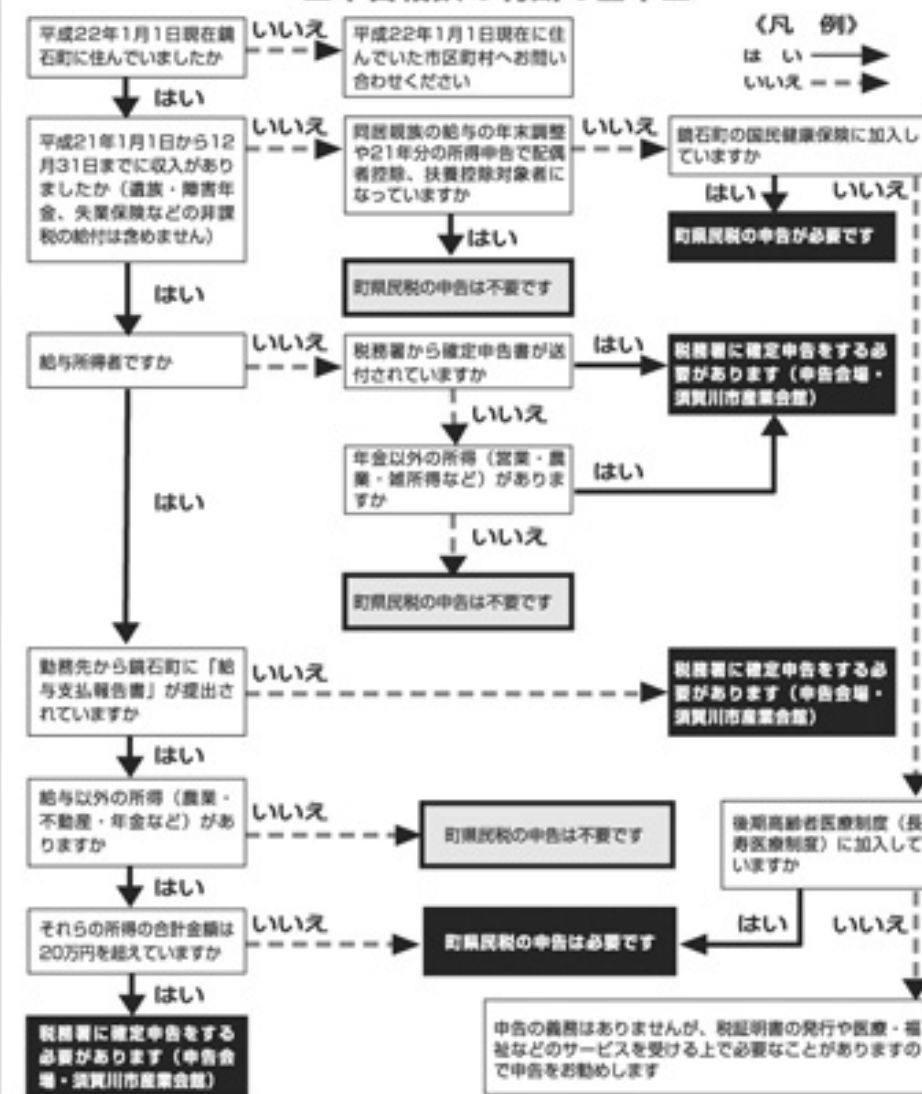 《凡　例》
は　い
いいえ
平成22年1月1日現在鏡
石町に住んでいましたか
いいえ
平成22年1月1日現在に住
んでいた市区町村へお問い
合わせください
はい
平成21年1月1日から12
月31日までに収入があり
ましたか（遺族・障害年
金、失業保険などの非課
税の給付は含めません）
いいえ
同居親族の給与の年末調整
や21年分の所得申告で配偶
者控除、扶養控除対象者に
なっていますか
いいえ
鏡石町の国民健康保険に加入し
ていますか
はい
いいえ
町県民税の申告が必要です
はい
町県民税の申告は不要です
はい
給与所得者ですか
いいえ
税務署から確定申告書が送
付されていますか
はい
税務署に確定申告をする必
要があります（申告会場・
須賀川市産業会館）
いいえ
年金以外の所得（営業・農
業・雑所得など）がありま
すか
はい
いいえ
町県民税の申告は不要です
はい
勤務先から鏡石町に「給
与支払報告書」が提出さ
れていますか
いいえ
税務署に確定申告をする必
要があります（申告会場・
須賀川市産業会館）
はい
給与以外の所得（農業・
不動産・年金など）があ
りますか
いいえ
町県民税の申告は不要です
後期高齢者医療制度（長
寿医療制度）に加入して
いますか
はい
それらの所得の合計金額は
20万円を超えていますか
いいえ
町県民税の申告は必要です
はい
いいえ
はい
税務署に確定申告をする
必要があります（申告会
場・須賀川市産業会館）
申告の義務はありませんが、税証明書の発行や医療・福
祉などのサービスを受ける上で必要なことがありますの
で申告をお勧めします